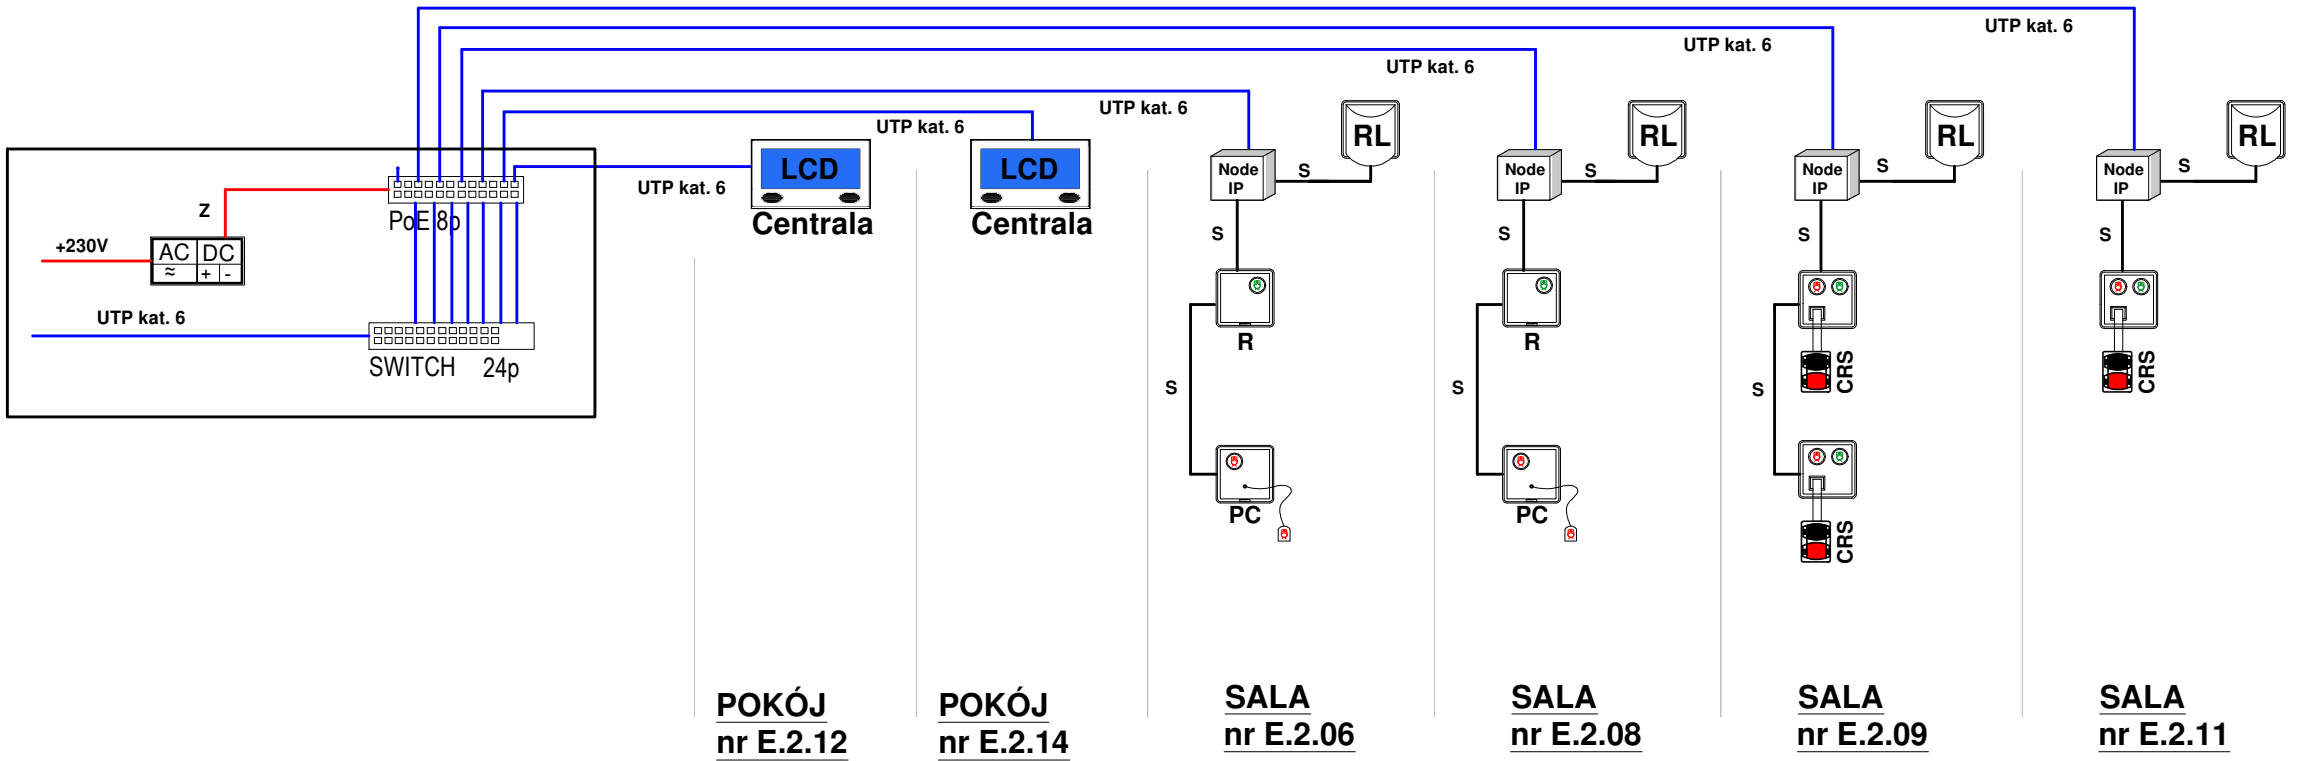 UTP kat. 6
UTP kat. 6
UTP kat. 6
UTP kat. 6
UTP kat. 6
UTP kat. 6
LCD
Centrala
LCD
Centrala
Node
IP
S
RL
Node
IP
S
RL
Node
IP
S
RL
Node
IP
S
RL
Z
PoE 8p
+230V
AC DC
≈ + -
UTP kat. 6
SWITCH 24p
S
R
S
PC
S
R
S
PC
S
CRS
S
CRS
S
CRS
POKÓJ
nr E.2.12
POKÓJ
nr E.2.14
SALA
nr E.2.06
SALA
nr E.2.08
SALA
nr E.2.09
SALA
nr E.2.11